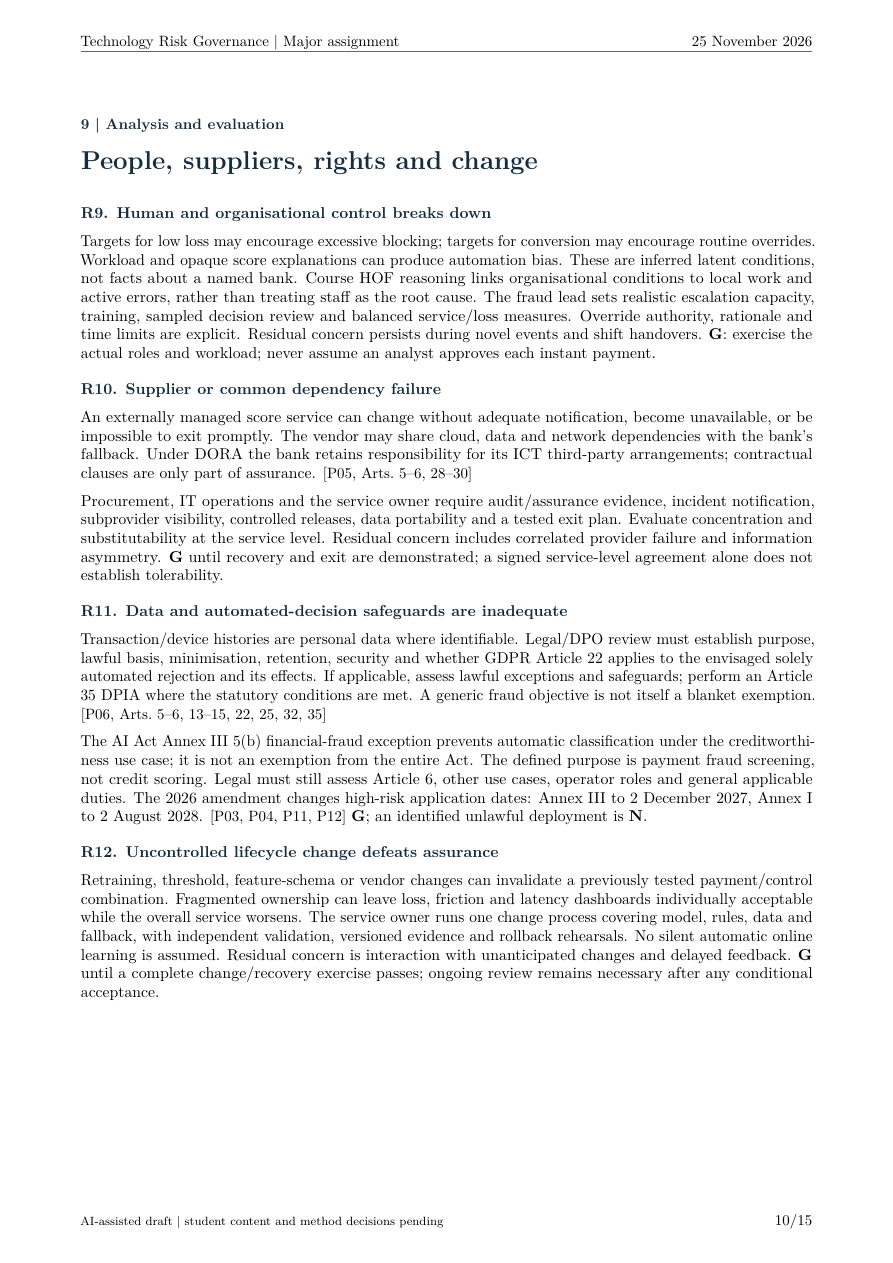 Technology Risk Governance | Major assignment 25 November 2026
9 | Analysis and evaluation
People, suppliers, rights and change
R9. Human and organisational control breaks down
Targets for low loss may encourage excessive blocking; targets for conversion may encourage routine overrides.
Workload and opaque score explanations can produce automation bias. These are inferred latent conditions,
not facts about a named bank. Course HOF reasoning links organisational conditions to local work and
active errors, rather than treating staff as the root cause. The fraud lead sets realistic escalation capacity,
training, sampled decision review and balanced service/loss measures. Override authority, rationale and
time limits are explicit. Residual concern persists during novel events and shift handovers. G: exercise the
actual roles and workload; never assume an analyst approves each instant payment.
R10. Supplier or common dependency failure
An externally managed score service can change without adequate notification, become unavailable, or be
impossible to exit promptly. The vendor may share cloud, data and network dependencies with the bank's
fallback. Under DORA the bank retains responsibility for its ICT third-party arrangements; contractual
clauses are only part of assurance. [P05, Arts. 5–6, 28–30]
Procurement, IT operations and the service owner require audit/assurance evidence, incident notification,
subprovider visibility, controlled releases, data portability and a tested exit plan. Evaluate concentration and
substitutability at the service level. Residual concern includes correlated provider failure and information
asymmetry. G until recovery and exit are demonstrated; a signed service-level agreement alone does not
establish tolerability.
R11. Data and automated-decision safeguards are inadequate
Transaction/device histories are personal data where identifiable. Legal/DPO review must establish purpose,
lawful basis, minimisation, retention, security and whether GDPR Article 22 applies to the envisaged solely
automated rejection and its effects. If applicable, assess lawful exceptions and safeguards; perform an Article
35 DPIA where the statutory conditions are met. A generic fraud objective is not itself a blanket exemption.
[P06, Arts. 5–6, 13–15, 22, 25, 32, 35]
The AI Act Annex III 5(b) financial-fraud exception prevents automatic classification under the creditworthi-
ness use case; it is not an exemption from the entire Act. The defined purpose is payment fraud screening,
not credit scoring. Legal must still assess Article 6, other use cases, operator roles and general applicable
duties. The 2026 amendment changes high-risk application dates: Annex III to 2 December 2027, Annex I
to 2 August 2028. [P03, P04, P11, P12] G; an identified unlawful deployment is N.
R12. Uncontrolled lifecycle change defeats assurance
Retraining, threshold, feature-schema or vendor changes can invalidate a previously tested payment/control
combination. Fragmented ownership can leave loss, friction and latency dashboards individually acceptable
while the overall service worsens. The service owner runs one change process covering model, rules, data and
fallback, with independent validation, versioned evidence and rollback rehearsals. No silent automatic online
learning is assumed. Residual concern is interaction with unanticipated changes and delayed feedback. G
until a complete change/recovery exercise passes; ongoing review remains necessary after any conditional
acceptance.
AI-assisted draft | student content and method decisions pending 10/15